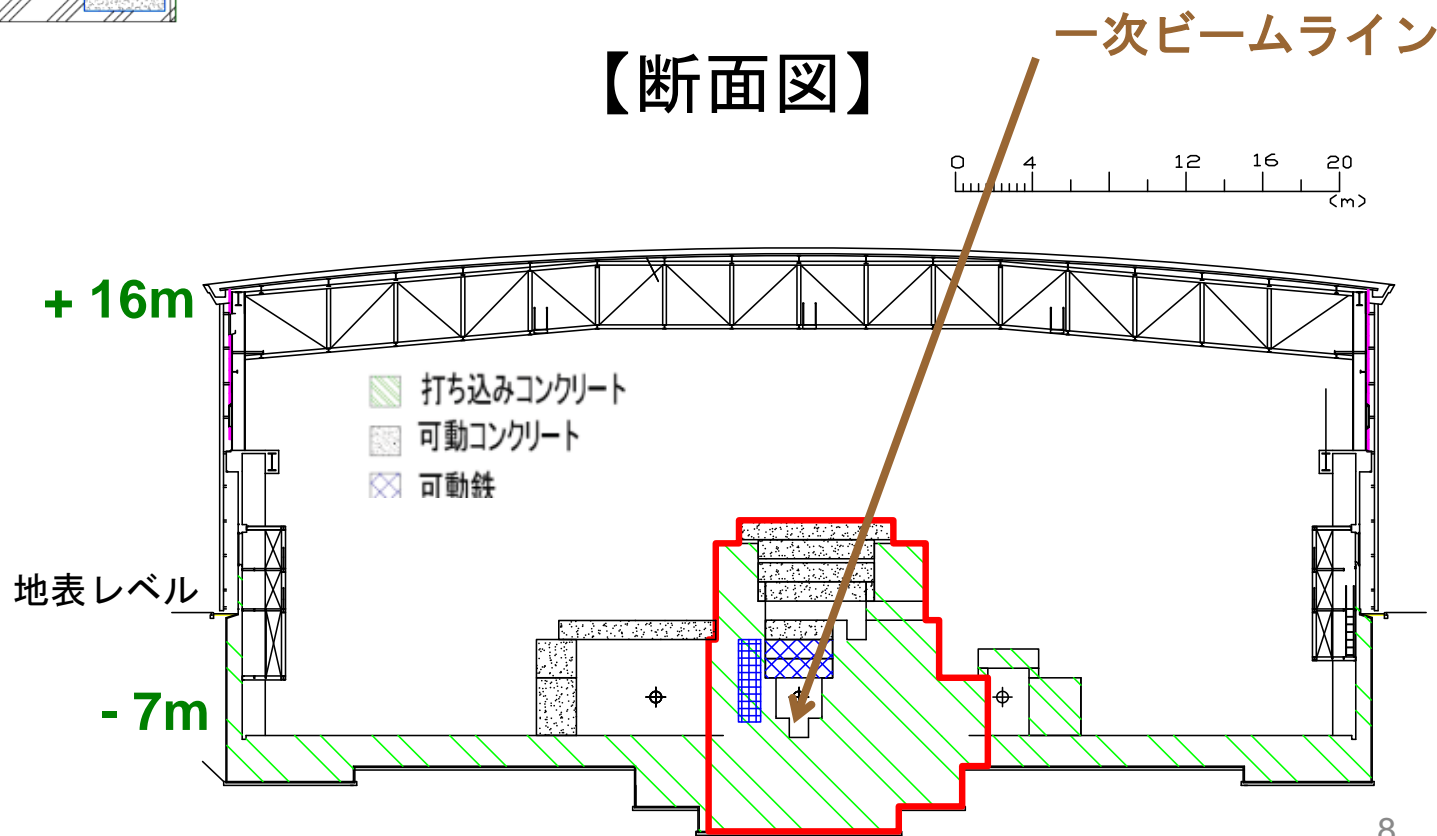 一次ビームライン
【断面図】
0 4 12 16 20
(m)
+ 16m
打ち込みコンクリート
可動コンクリート
可動鉄
地表レベル
- 7m
8